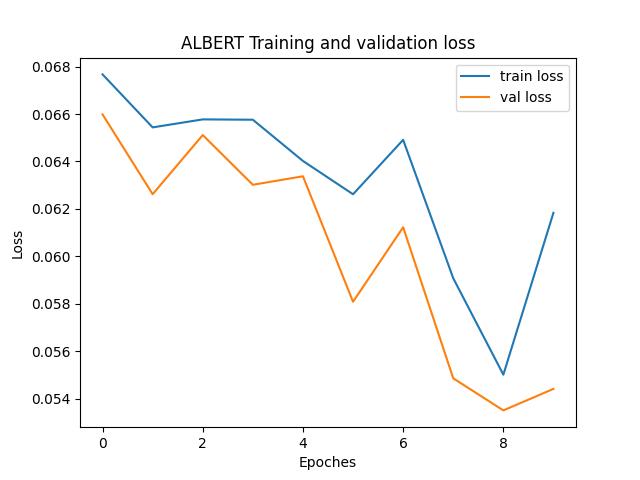 ALBERT Training and validation loss
train loss
val loss
0.068
0.066
0.064
0.062
0.060
0.058
0.056
0.054
Loss
0 2 4 6 8
Epoches